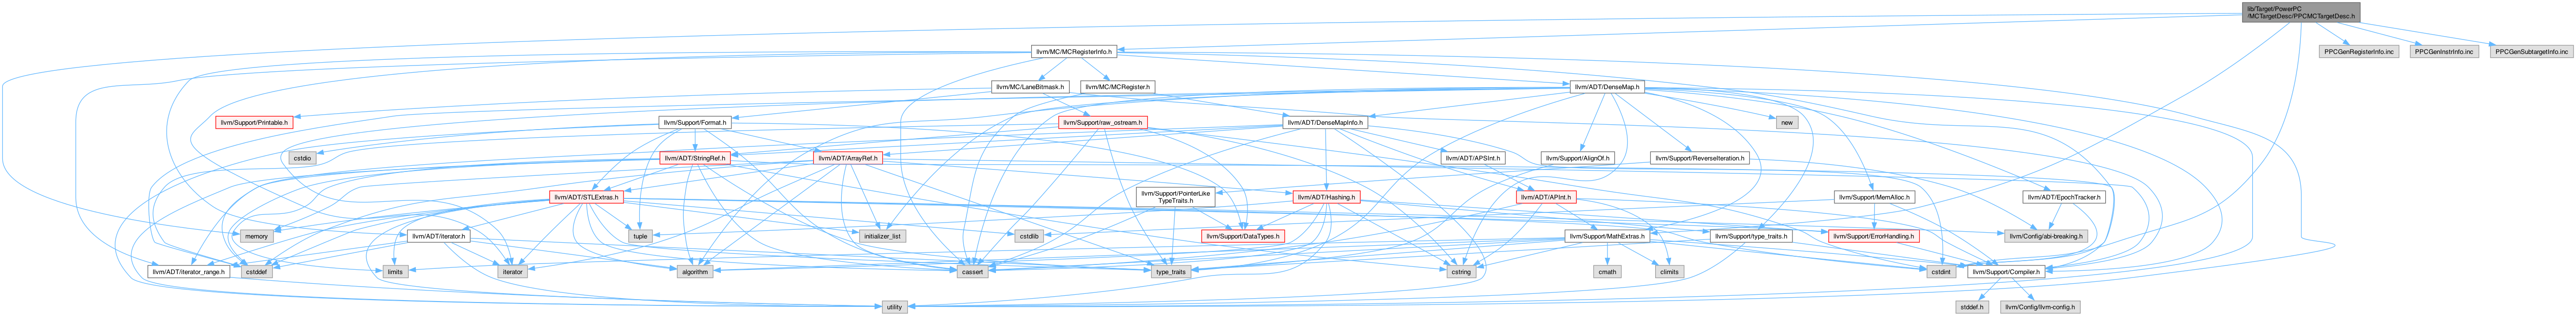 lib/Target/PowerPC
/MCTargetDesc/PPCMCTargetDesc.h
llvm/MC/MCRegisterInfo.h
PPCGenRegisterInfo.inc
PPCGenInstrInfo.inc
PPCGenSubtargetInfo.inc
llvm/MC/LaneBitmask.h
llvm/MC/MCRegister.h
llvm/ADT/DenseMap.h
llvm/Support/Printable.h
llvm/Support/Format.h
llvm/Support/raw_ostream.h
llvm/ADT/DenseMapInfo.h
new
cstdio
llvm/ADT/StringRef.h
llvm/ADT/ArrayRef.h
llvm/ADT/APSInt.h
llvm/Support/AlignOf.h
llvm/Support/ReverseIteration.h
llvm/ADT/STLExtras.h
llvm/Support/PointerLike
TypeTraits.h
llvm/ADT/Hashing.h
llvm/ADT/APInt.h
llvm/Support/MemAlloc.h
llvm/ADT/EpochTracker.h
memory
llvm/ADT/iterator.h
tuple
initializer_list
cstdlib
llvm/Support/DataTypes.h
llvm/Support/MathExtras.h
llvm/Support/type_traits.h
llvm/Support/ErrorHandling.h
llvm/Config/abi-breaking.h
llvm/ADT/iterator_range.h
cstddef
limits
iterator
algorithm
cassert
type_traits
cstring
cmath
climits
cstdint
llvm/Support/Compiler.h
utility
stddef.h
llvm/Config/llvm-config.h